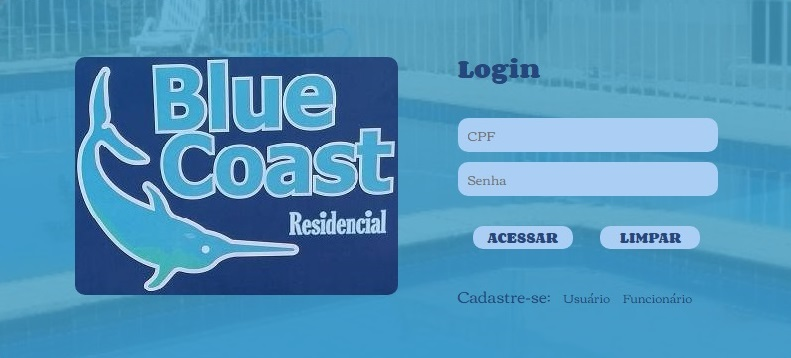 Blue
Coast
Residencial
Login
CPF
Senha
ACESSAR LIMPAR
Cadastre-se: Usuário Funcionário